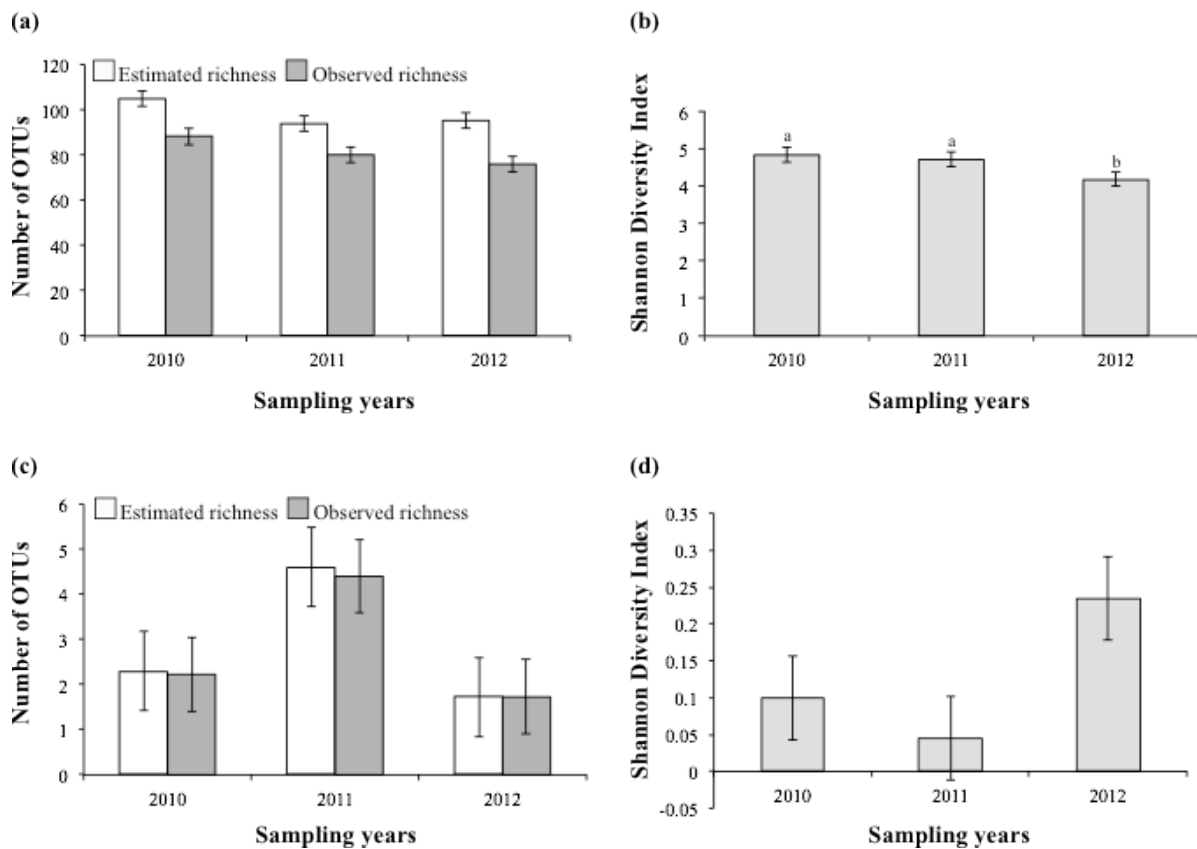 (a)
Estimated richness Observed richness
Number of OTUs
120
100
80
60
40
20
0
2010 2011 2012
Sampling years
(b)
Shannon Diversity Index
6
5
4
3
2
1
0
a a b
2010 2011 2012
Sampling years
(c)
Estimated richness Observed richness
Number of OTUs
6
5
4
3
2
1
0
2010 2011 2012
Sampling years
(d)
Shannon Diversity Index
0.35
0.3
0.25
0.2
0.15
0.1
0.05
0
-0.05
2010 2011 2012
Sampling years